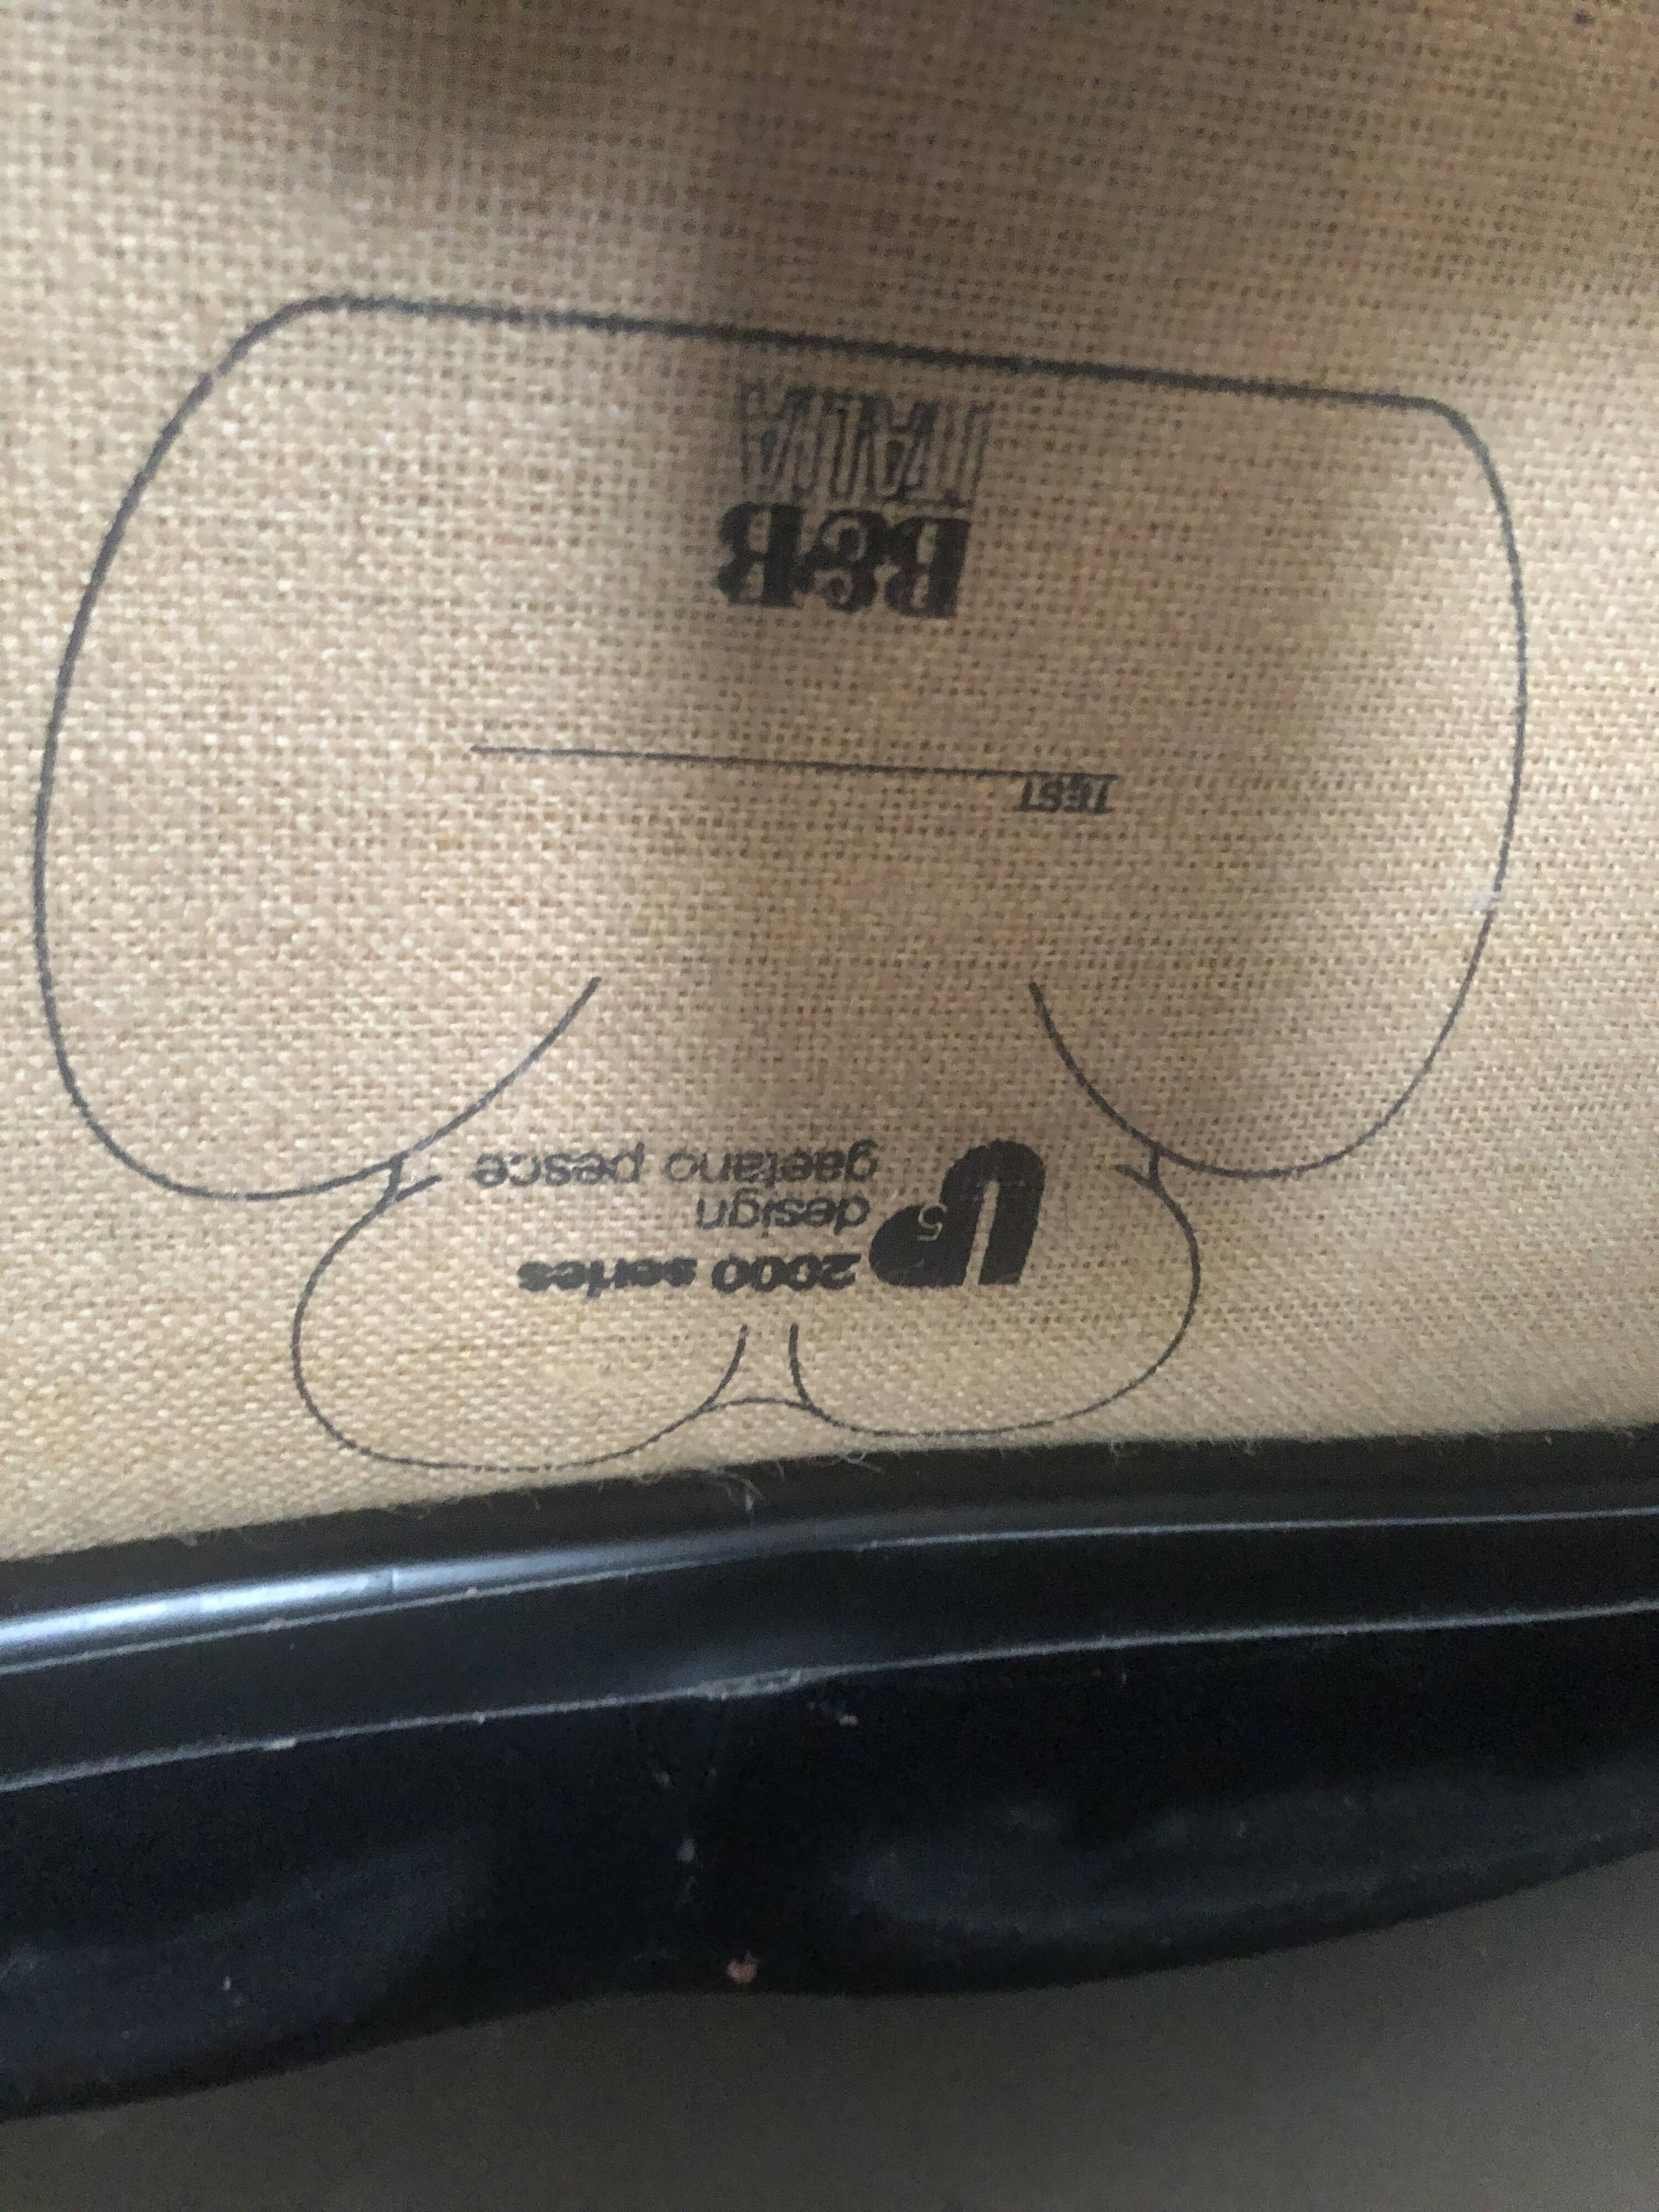 UP5 2000 series
design
gaetano pesce
TEST
B&B
ITALIA